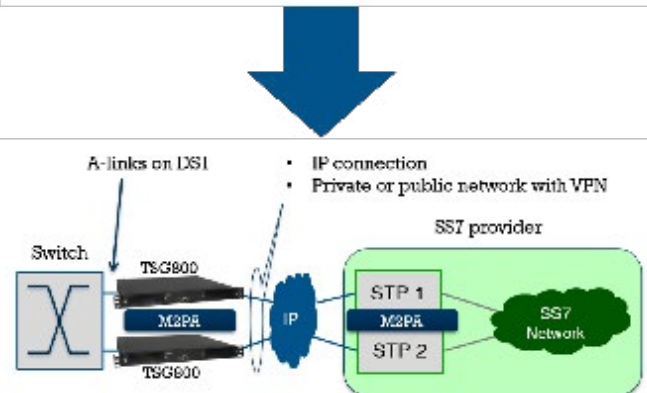 A-links on DS1
• IP connection
• Private or public network with VPN
SS7 provider
Switch
TSG800
STP 1
M2PA
IP
M2PA
SS7
Network
STP 2
TSG800